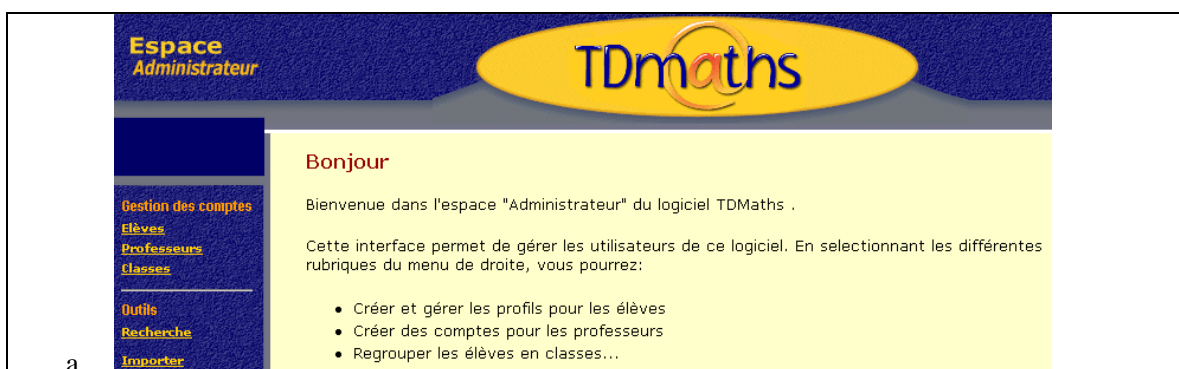 Espace
Administrateur
TDm@ths
Gestion des comptes
Elèves
Professeurs
Classes
Outils
Recherche
Importer
Bonjour
Bienvenue dans l'espace "Administrateur" du logiciel TDMaths .
Cette interface permet de gérer les utilisateurs de ce logiciel. En selectionnant les différentes
rubriques du menu de droite, vous pourrez:
• Créer et gérer les profils pour les élèves
• Créer des comptes pour les professeurs
• Regrouper les élèves en classes...
a